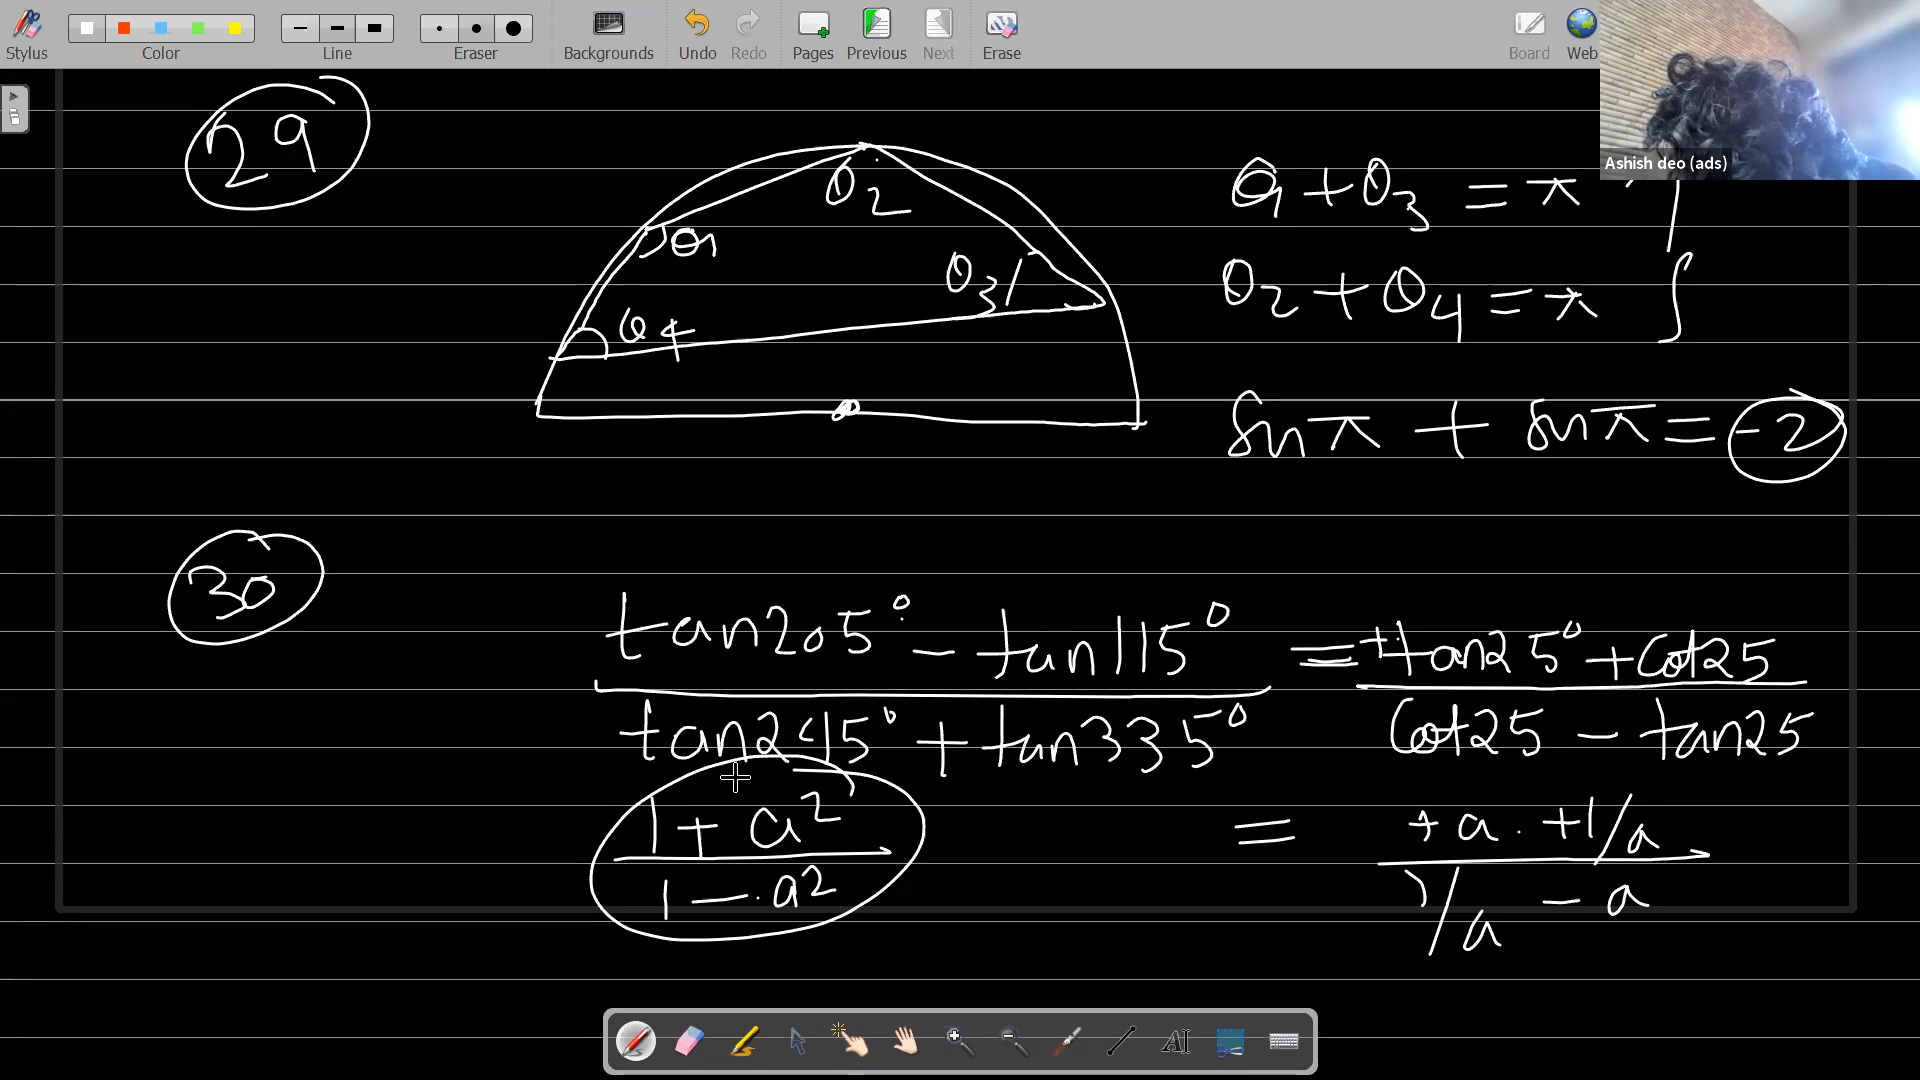 Stylus Color Line Eraser Backgrounds Undo Redo Pages Previous Next Erase Board Web
Ashish deo (ads)
29
θ2
θ1
θ3
θ4
θ1 + θ3 = π
θ2 + θ4 = π
sin π + sin π = -2
30
tan205° - tan115° = +tan25° + cot25
tan245° + tan335° cot25 - tan25
1 + a² = + a . + 1/a
1 - . a² 1/a - a
AI